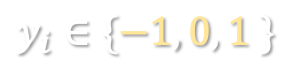 yᵢ ∈ {−1, 0, 1 }